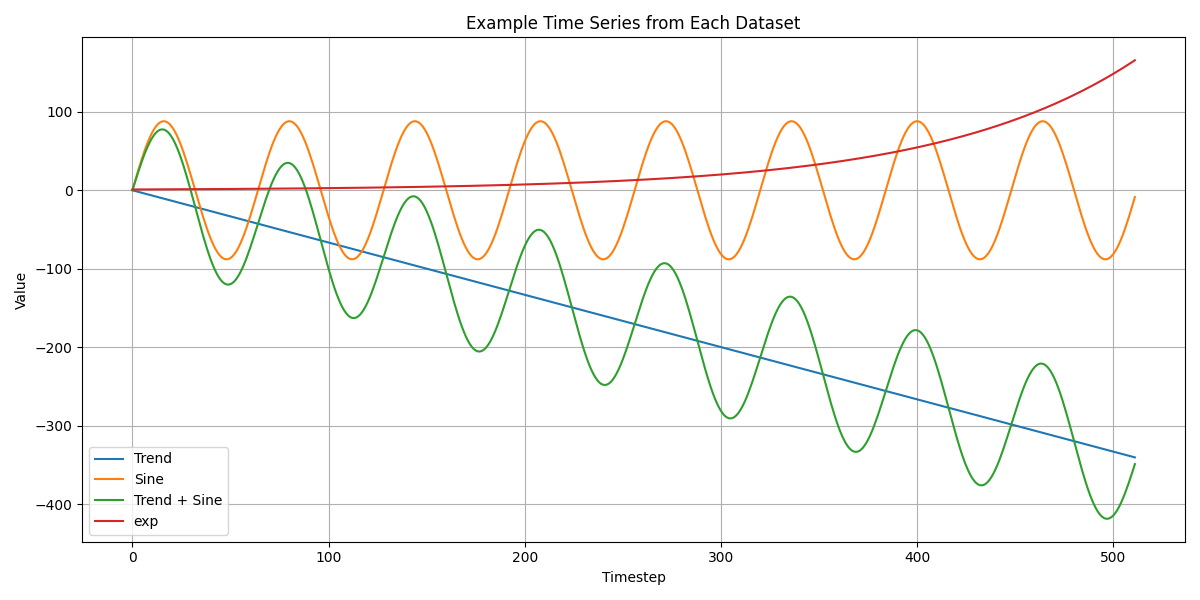 Example Time Series from Each Dataset
Value
100
0
−100
−200
−300
−400
Trend
Sine
Trend + Sine
exp
0 100 200 300 400 500
Timestep